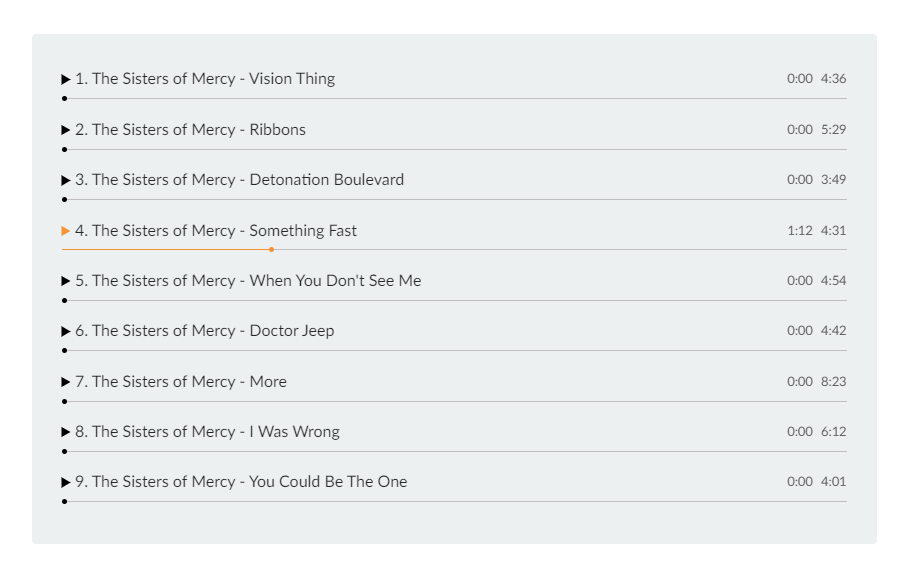 1. The Sisters of Mercy - Vision Thing 0:00 4:36
2. The Sisters of Mercy - Ribbons 0:00 5:29
3. The Sisters of Mercy - Detonation Boulevard 0:00 3:49
4. The Sisters of Mercy - Something Fast 1:12 4:31
5. The Sisters of Mercy - When You Don't See Me 0:00 4:54
6. The Sisters of Mercy - Doctor Jeep 0:00 4:42
7. The Sisters of Mercy - More 0:00 8:23
8. The Sisters of Mercy - I Was Wrong 0:00 6:12
9. The Sisters of Mercy - You Could Be The One 0:00 4:01